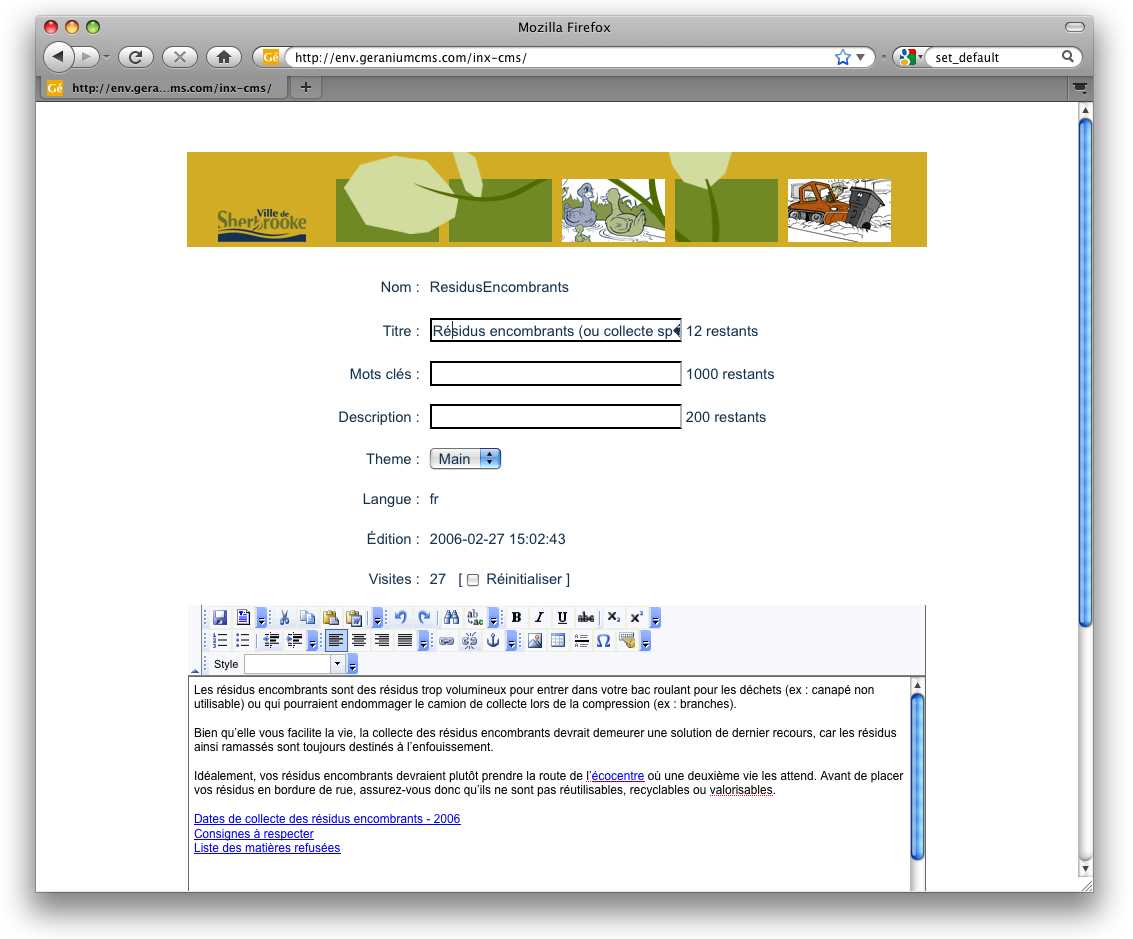 Mozilla Firefox
Gé http://env.geraniumcms.com/inx-cms/ set_default
Gé http://env.gera...ms.com/inx-cms/
Ville de
Sherbrooke
Nom : ResidusEncombrants
Titre : Résidus encombrants (ou collecte sp 12 restants
Mots clés : 1000 restants
Description : 200 restants
Theme : Main
Langue : fr
Édition : 2006-02-27 15:02:43
Visites : 27 [ Réinitialiser ]
B I U abc X₂ X²
Style
Les résidus encombrants sont des résidus trop volumineux pour entrer dans votre bac roulant pour les déchets (ex : canapé non
utilisable) ou qui pourraient endommager le camion de collecte lors de la compression (ex : branches).
Bien qu’elle vous facilite la vie, la collecte des résidus encombrants devrait demeurer une solution de dernier recours, car les résidus
ainsi ramassés sont toujours destinés à l’enfouissement.
Idéalement, vos résidus encombrants devraient plutôt prendre la route de l’écocentre où une deuxième vie les attend. Avant de placer
vos résidus en bordure de rue, assurez-vous donc qu’ils ne sont pas réutilisables, recyclables ou valorisables.
Dates de collecte des résidus encombrants - 2006
Consignes à respecter
Liste des matières refusées